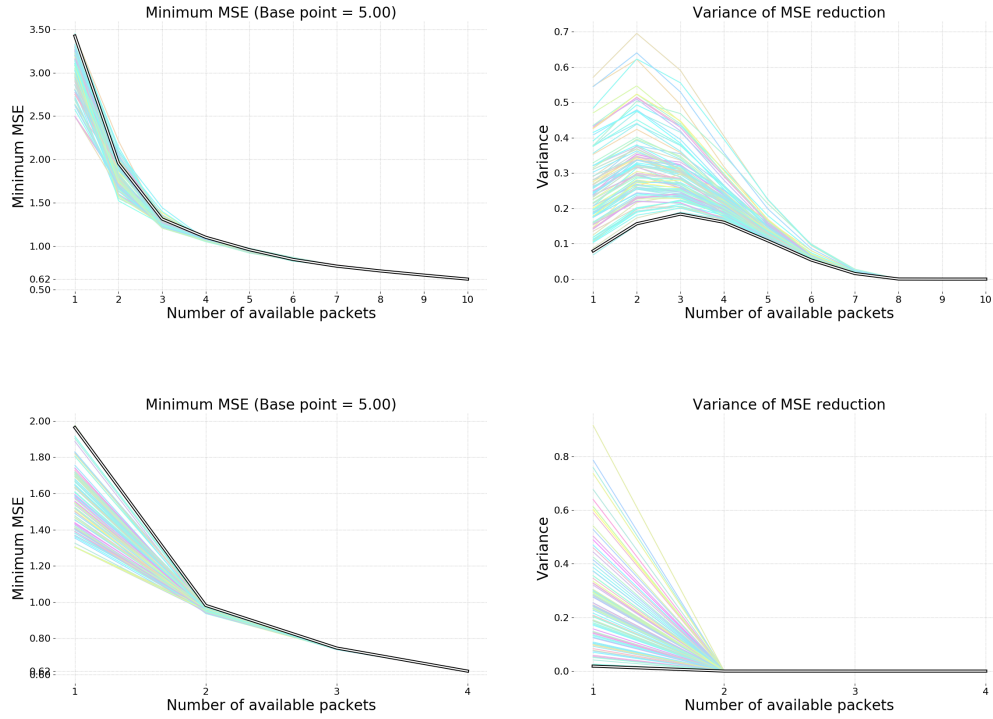 Minimum MSE (Base point = 5.00)
3.50
3.00
2.50
2.00
1.50
1.00
0.62
0.50
Minimum MSE
1 2 3 4 5 6 7 8 9 10
Number of available packets
Variance of MSE reduction
0.7
0.6
0.5
0.4
0.3
0.2
0.1
0.0
Variance
1 2 3 4 5 6 7 8 9 10
Number of available packets
Minimum MSE (Base point = 5.00)
2.00
1.80
1.60
1.40
1.20
1.00
0.80
0.62
0.60
Minimum MSE
1 2 3 4
Number of available packets
Variance of MSE reduction
0.8
0.6
0.4
0.2
0.0
Variance
1 2 3 4
Number of available packets